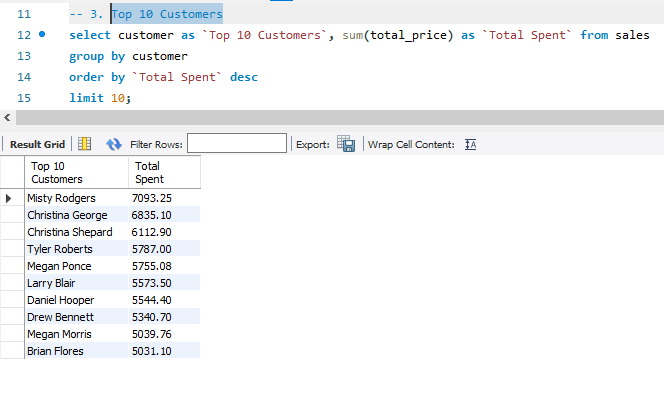 11 -- 3. Top 10 Customers
12 select customer as `Top 10 Customers`, sum(total_price) as `Total Spent` from sales
13 group by customer
14 order by `Total Spent` desc
15 limit 10;
Result Grid Filter Rows: Export: Wrap Cell Content: IA
Top 10 Customers Total Spent
Misty Rodgers 7093.25
Christina George 6835.10
Christina Shepard 6112.90
Tyler Roberts 5787.00
Megan Ponce 5755.08
Larry Blair 5573.50
Daniel Hooper 5544.40
Drew Bennett 5340.70
Megan Morris 5039.76
Brian Flores 5031.10